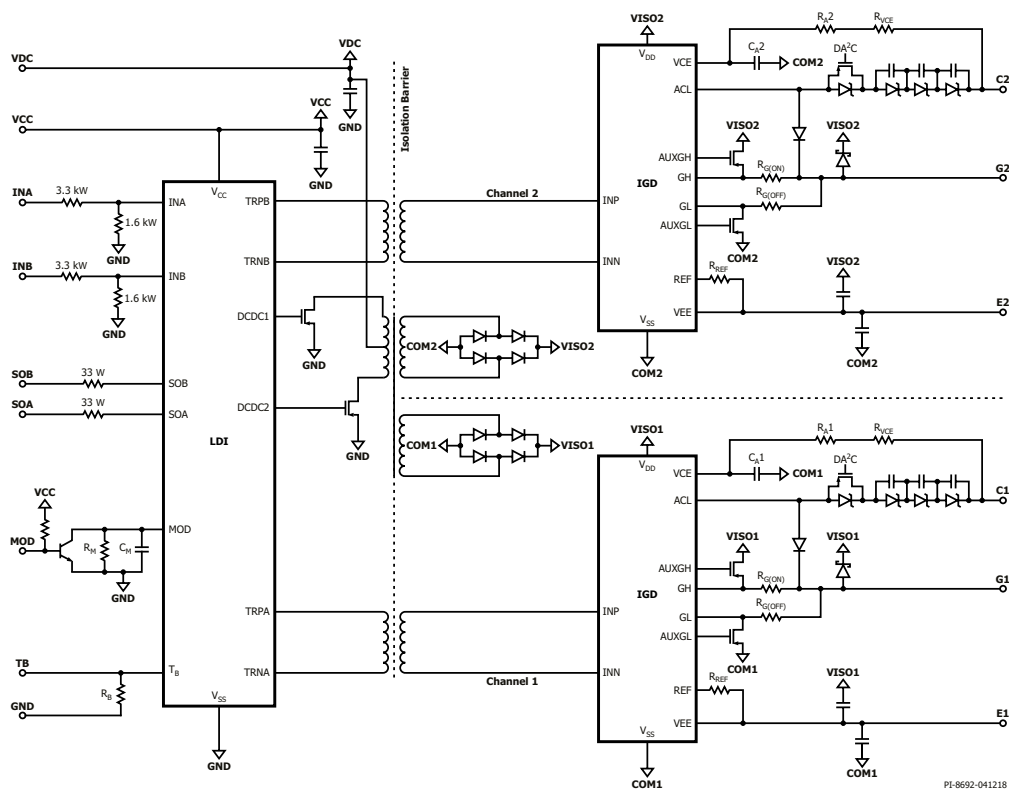 VDC
VDC
GND
VCC
VCC
GND
Isolation Barrier
INA
3.3 kW
1.6 kW
GND
INA
INB
3.3 kW
1.6 kW
GND
INB
SOB
33 W
SOB
SOA
33 W
SOA
VCC
MOD
RM
CM
GND
MOD
TB
TB
RB
GND
VCC
LDI
VSS
GND
TRPB
TRNB
DCDC1
GND
DCDC2
GND
TRPA
TRNA
Channel 2
COM2
VISO2
COM1
VISO1
Channel 1
VISO2
VDD
IGD
INP
INN
VSS
COM2
VCE
ACL
AUXGH
GH
GL
AUXGL
REF
VEE
RA2
RVCE
CA2
COM2
DA2C
C2
VISO2
VISO2
RG(ON)
G2
RG(OFF)
COM2
RREF
VISO2
E2
COM2
VISO1
VDD
IGD
INP
INN
VSS
COM1
VCE
ACL
AUXGH
GH
GL
AUXGL
REF
VEE
RA1
RVCE
CA1
COM1
DA2C
C1
VISO1
VISO1
RG(ON)
G1
RG(OFF)
COM1
RREF
VISO1
E1
COM1
PI-8692-041218